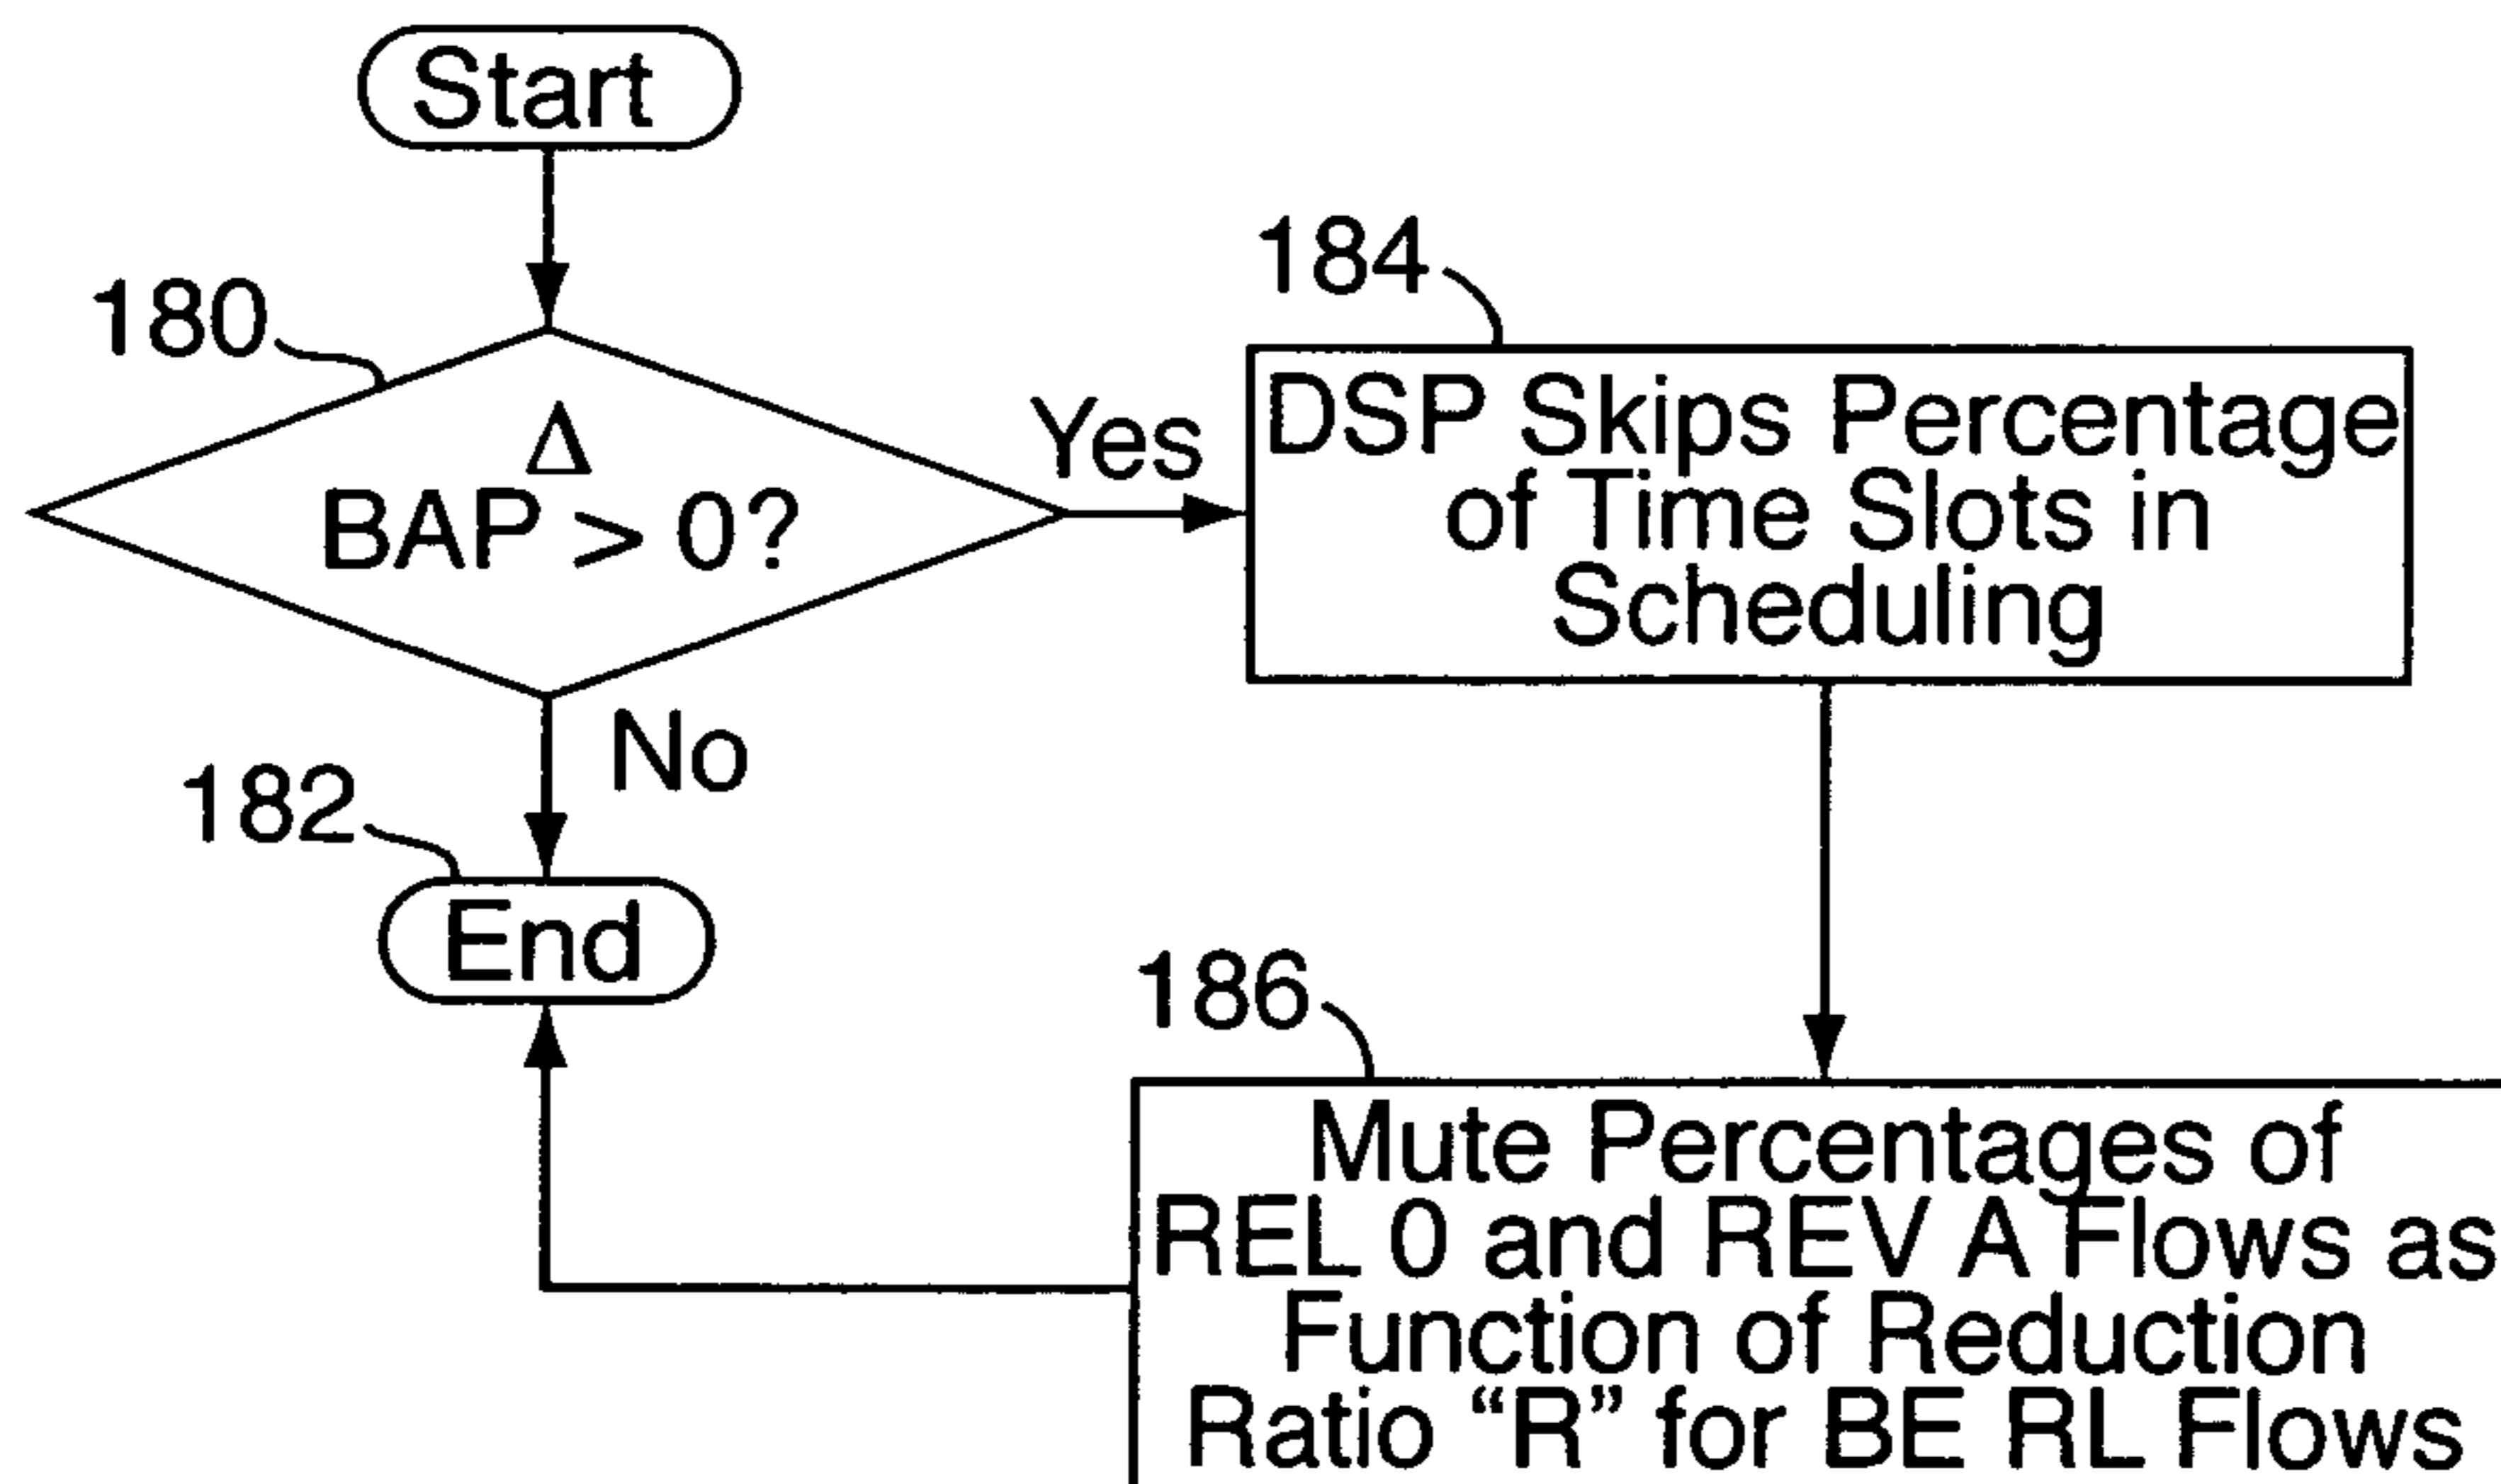 Start
180
Δ
BAP > 0?
Yes
184
DSP Skips Percentage
of Time Slots in
Scheduling
No
182
End
186
Mute Percentages of
REL 0 and REV A Flows as
Function of Reduction
Ratio “R” for BE RL Flows